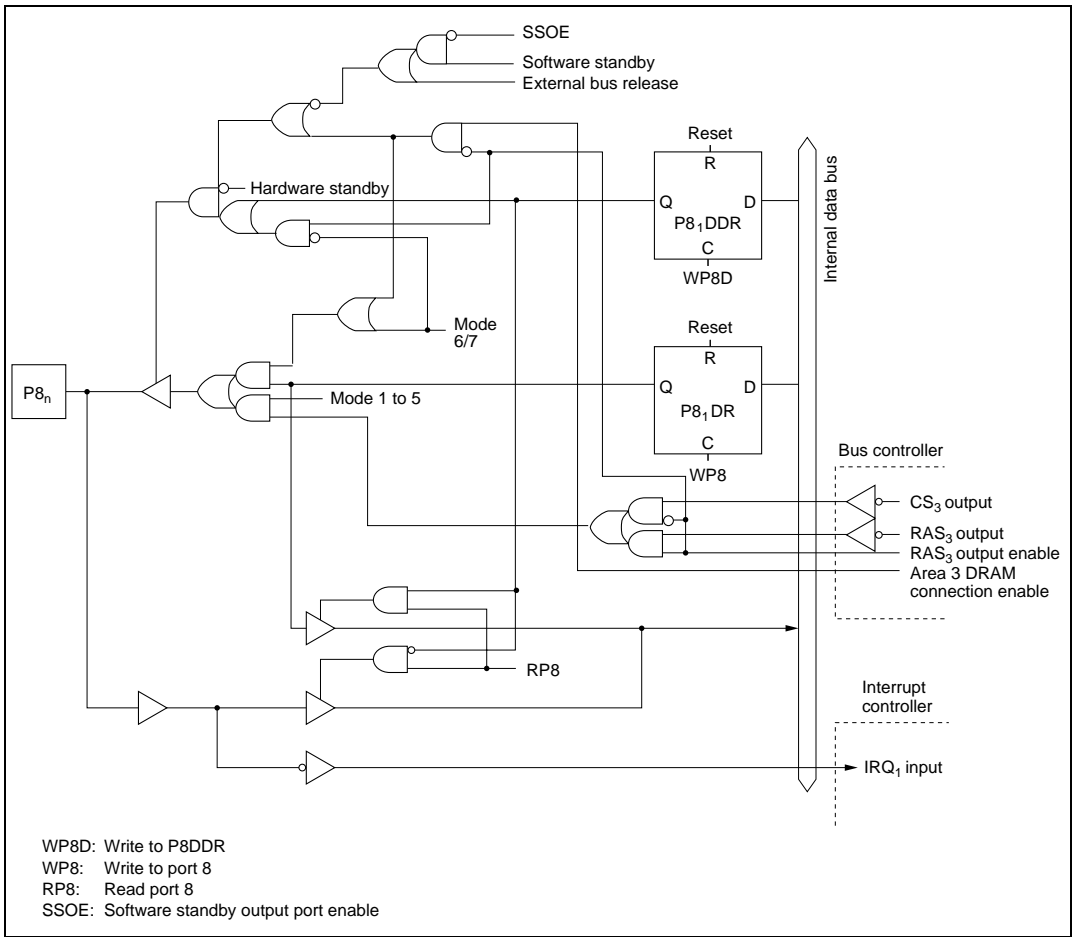 SSOE
Software standby
External bus release
Reset
R
Hardware standby
Q
D
P8₁DDR
C
WP8D
Internal data bus
Mode
6/7
Reset
R
P8ₙ
Q
D
Mode 1 to 5
P8₁DR
C
WP8
Bus controller
CS₃ output
RAS₃ output
RAS₃ output enable
Area 3 DRAM
connection enable
RP8
Interrupt
controller
IRQ₁ input
WP8D: Write to P8DDR
WP8: Write to port 8
RP8: Read port 8
SSOE: Software standby output port enable